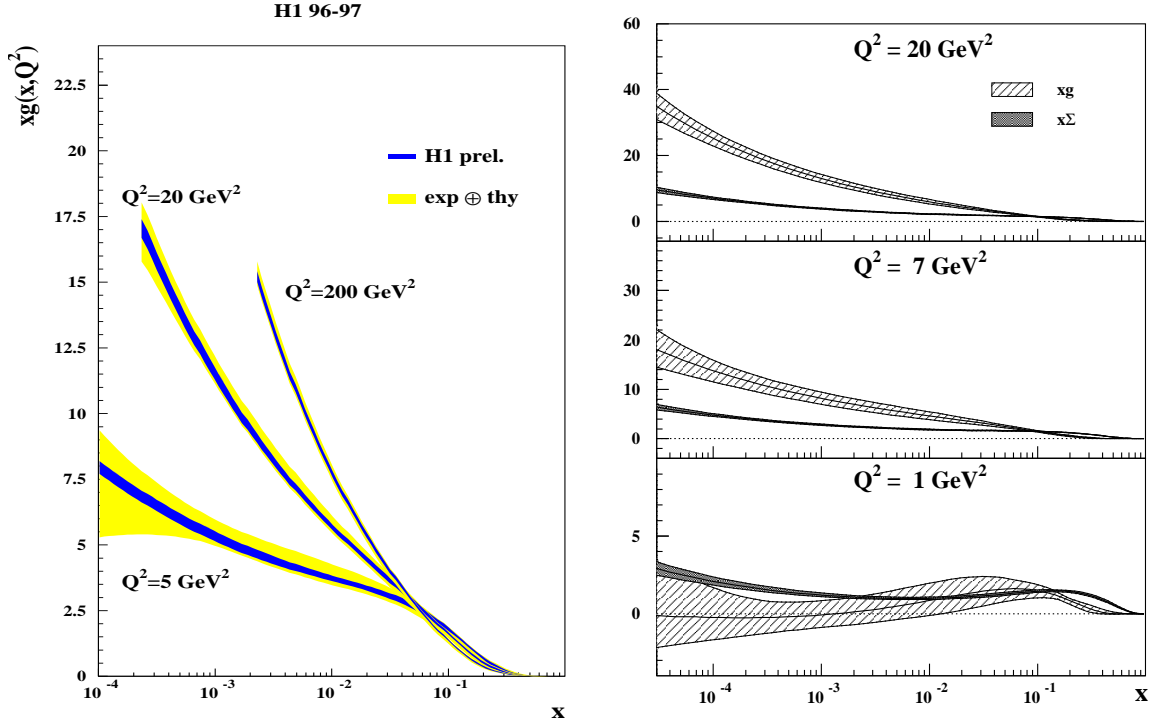 H1 96-97
xg(x,Q²)
22.5
20
17.5
15
12.5
10
7.5
5
2.5
0
H1 prel.
exp ⊕ thy
Q²=20 GeV²
Q²=200 GeV²
Q²=5 GeV²
10⁻⁴ 10⁻³ 10⁻² 10⁻¹
x
Q² = 20 GeV²
xg
xΣ
60
40
20
0
Q² = 7 GeV²
30
20
10
0
Q² = 1 GeV²
5
0
10⁻⁴ 10⁻³ 10⁻² 10⁻¹ x